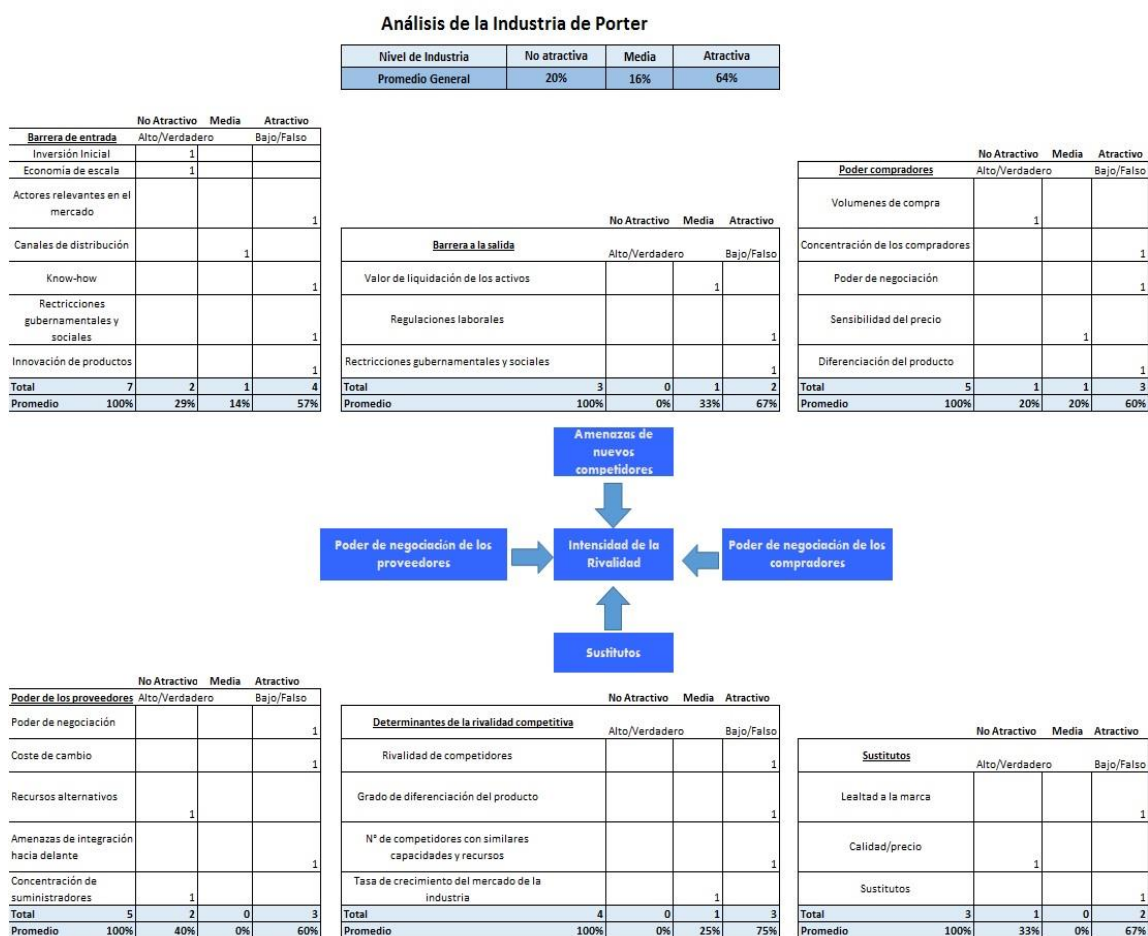 Análisis de la Industria de Porter
Nivel de Industria No atractiva Media Atractiva
Promedio General 20% 16% 64%
No Atractivo Media Atractivo
Barrera de entrada Alto/Verdadero Bajo/Falso
Inversión Inicial 1
Economía de escala 1
Actores relevantes en el
mercado
1
Canales de distribución
1
Know-how
1
Rectricciones
gubernamentales y
sociales
1
Innovación de productos
1
Total 7 2 1 4
Promedio 100% 29% 14% 57%
No Atractivo Media Atractivo
Barrera a la salida
Alto/Verdadero Bajo/Falso
Valor de liquidación de los activos
1
Regulaciones laborales
1
Rectricciones gubernamentales y sociales
1
Total 3 0 1 2
Promedio 100% 0% 33% 67%
No Atractivo Media Atractivo
Poder compradores Alto/Verdadero Bajo/Falso
Volumenes de compra
1
Concentración de los compradores
1
Poder de negociación
1
Sensibilidad del precio
1
Diferenciación del producto
1
Total 5 1 1 3
Promedio 100% 20% 20% 60%
Amenazas de
nuevos
competidores
Poder de negociación de los
proveedores
Intensidad de la
Rivalidad
Poder de negociación de los
compradores
Sustitutos
No Atractivo Media Atractivo
Poder de los proveedores Alto/Verdadero Bajo/Falso
Poder de negociación
1
Coste de cambio
1
Recursos alternativos
1
Amenazas de integración
hacia delante
1
Concentración de
suministradores 1
Total 5 2 0 3
Promedio 100% 40% 0% 60%
No Atractivo Media Atractivo
Determinantes de la rivalidad competitiva
Alto/Verdadero Bajo/Falso
Rivalidad de competidores
1
Grado de diferenciación del producto
1
N° de competidores con similares
capacidades y recursos
1
Tasa de crecimiento del mercado de la
industria 1
Total 4 0 1 3
Promedio 100% 0% 25% 75%
No Atractivo Media Atractivo
Sustitutos
Alto/Verdadero Bajo/Falso
Lealtad a la marca
1
Calidad/precio
1
Sustitutos
1
Total 3 1 0 2
Promedio 100% 33% 0% 67%